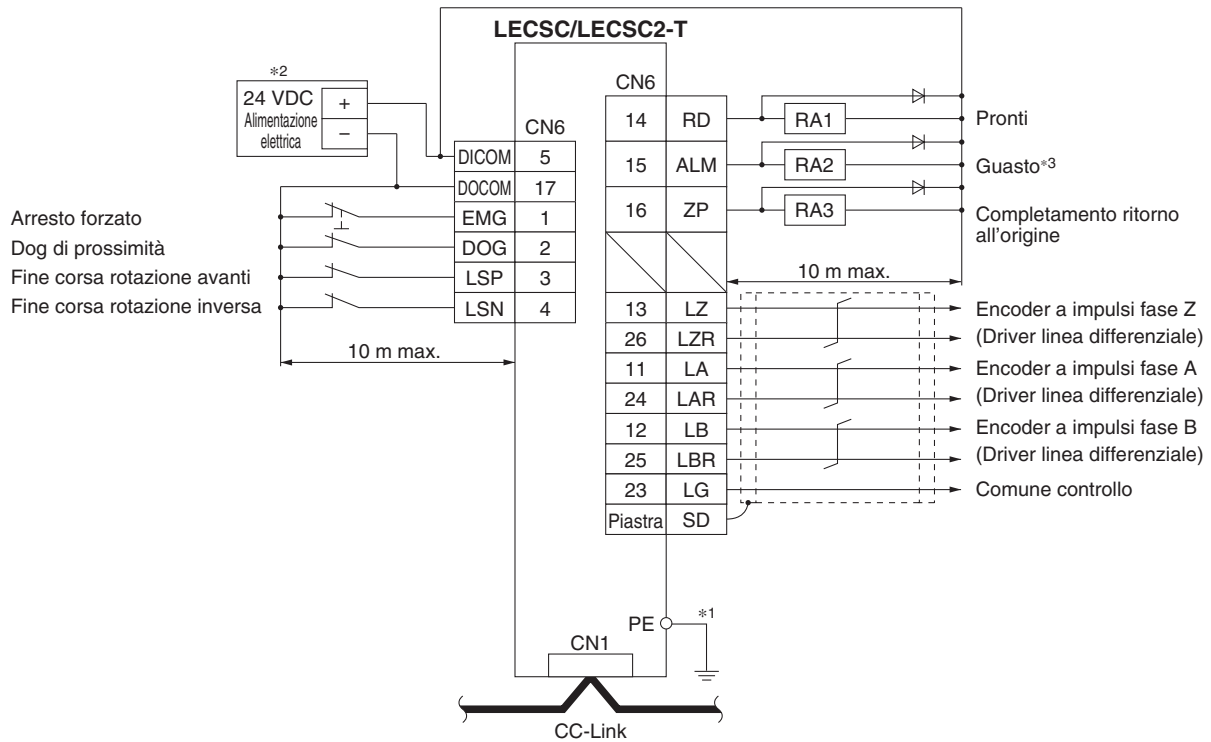 LECSC/LECSC2-T
*2
24 VDC
Alimentazione
elettrica
+
−
CN6
DICOM 5
DOCOM 17
EMG 1
DOG 2
LSP 3
LSN 4
Arresto forzato
Dog di prossimità
Fine corsa rotazione avanti
Fine corsa rotazione inversa
10 m max.
CN6
14 RD RA1 Pronti
15 ALM RA2 Guasto*3
16 ZP RA3 Completamento ritorno
all'origine
10 m max.
13 LZ Encoder a impulsi fase Z
26 LZR (Driver linea differenziale)
11 LA Encoder a impulsi fase A
24 LAR (Driver linea differenziale)
12 LB Encoder a impulsi fase B
25 LBR (Driver linea differenziale)
23 LG Comune controllo
Piastra SD
PE *1
CN1
CC-Link